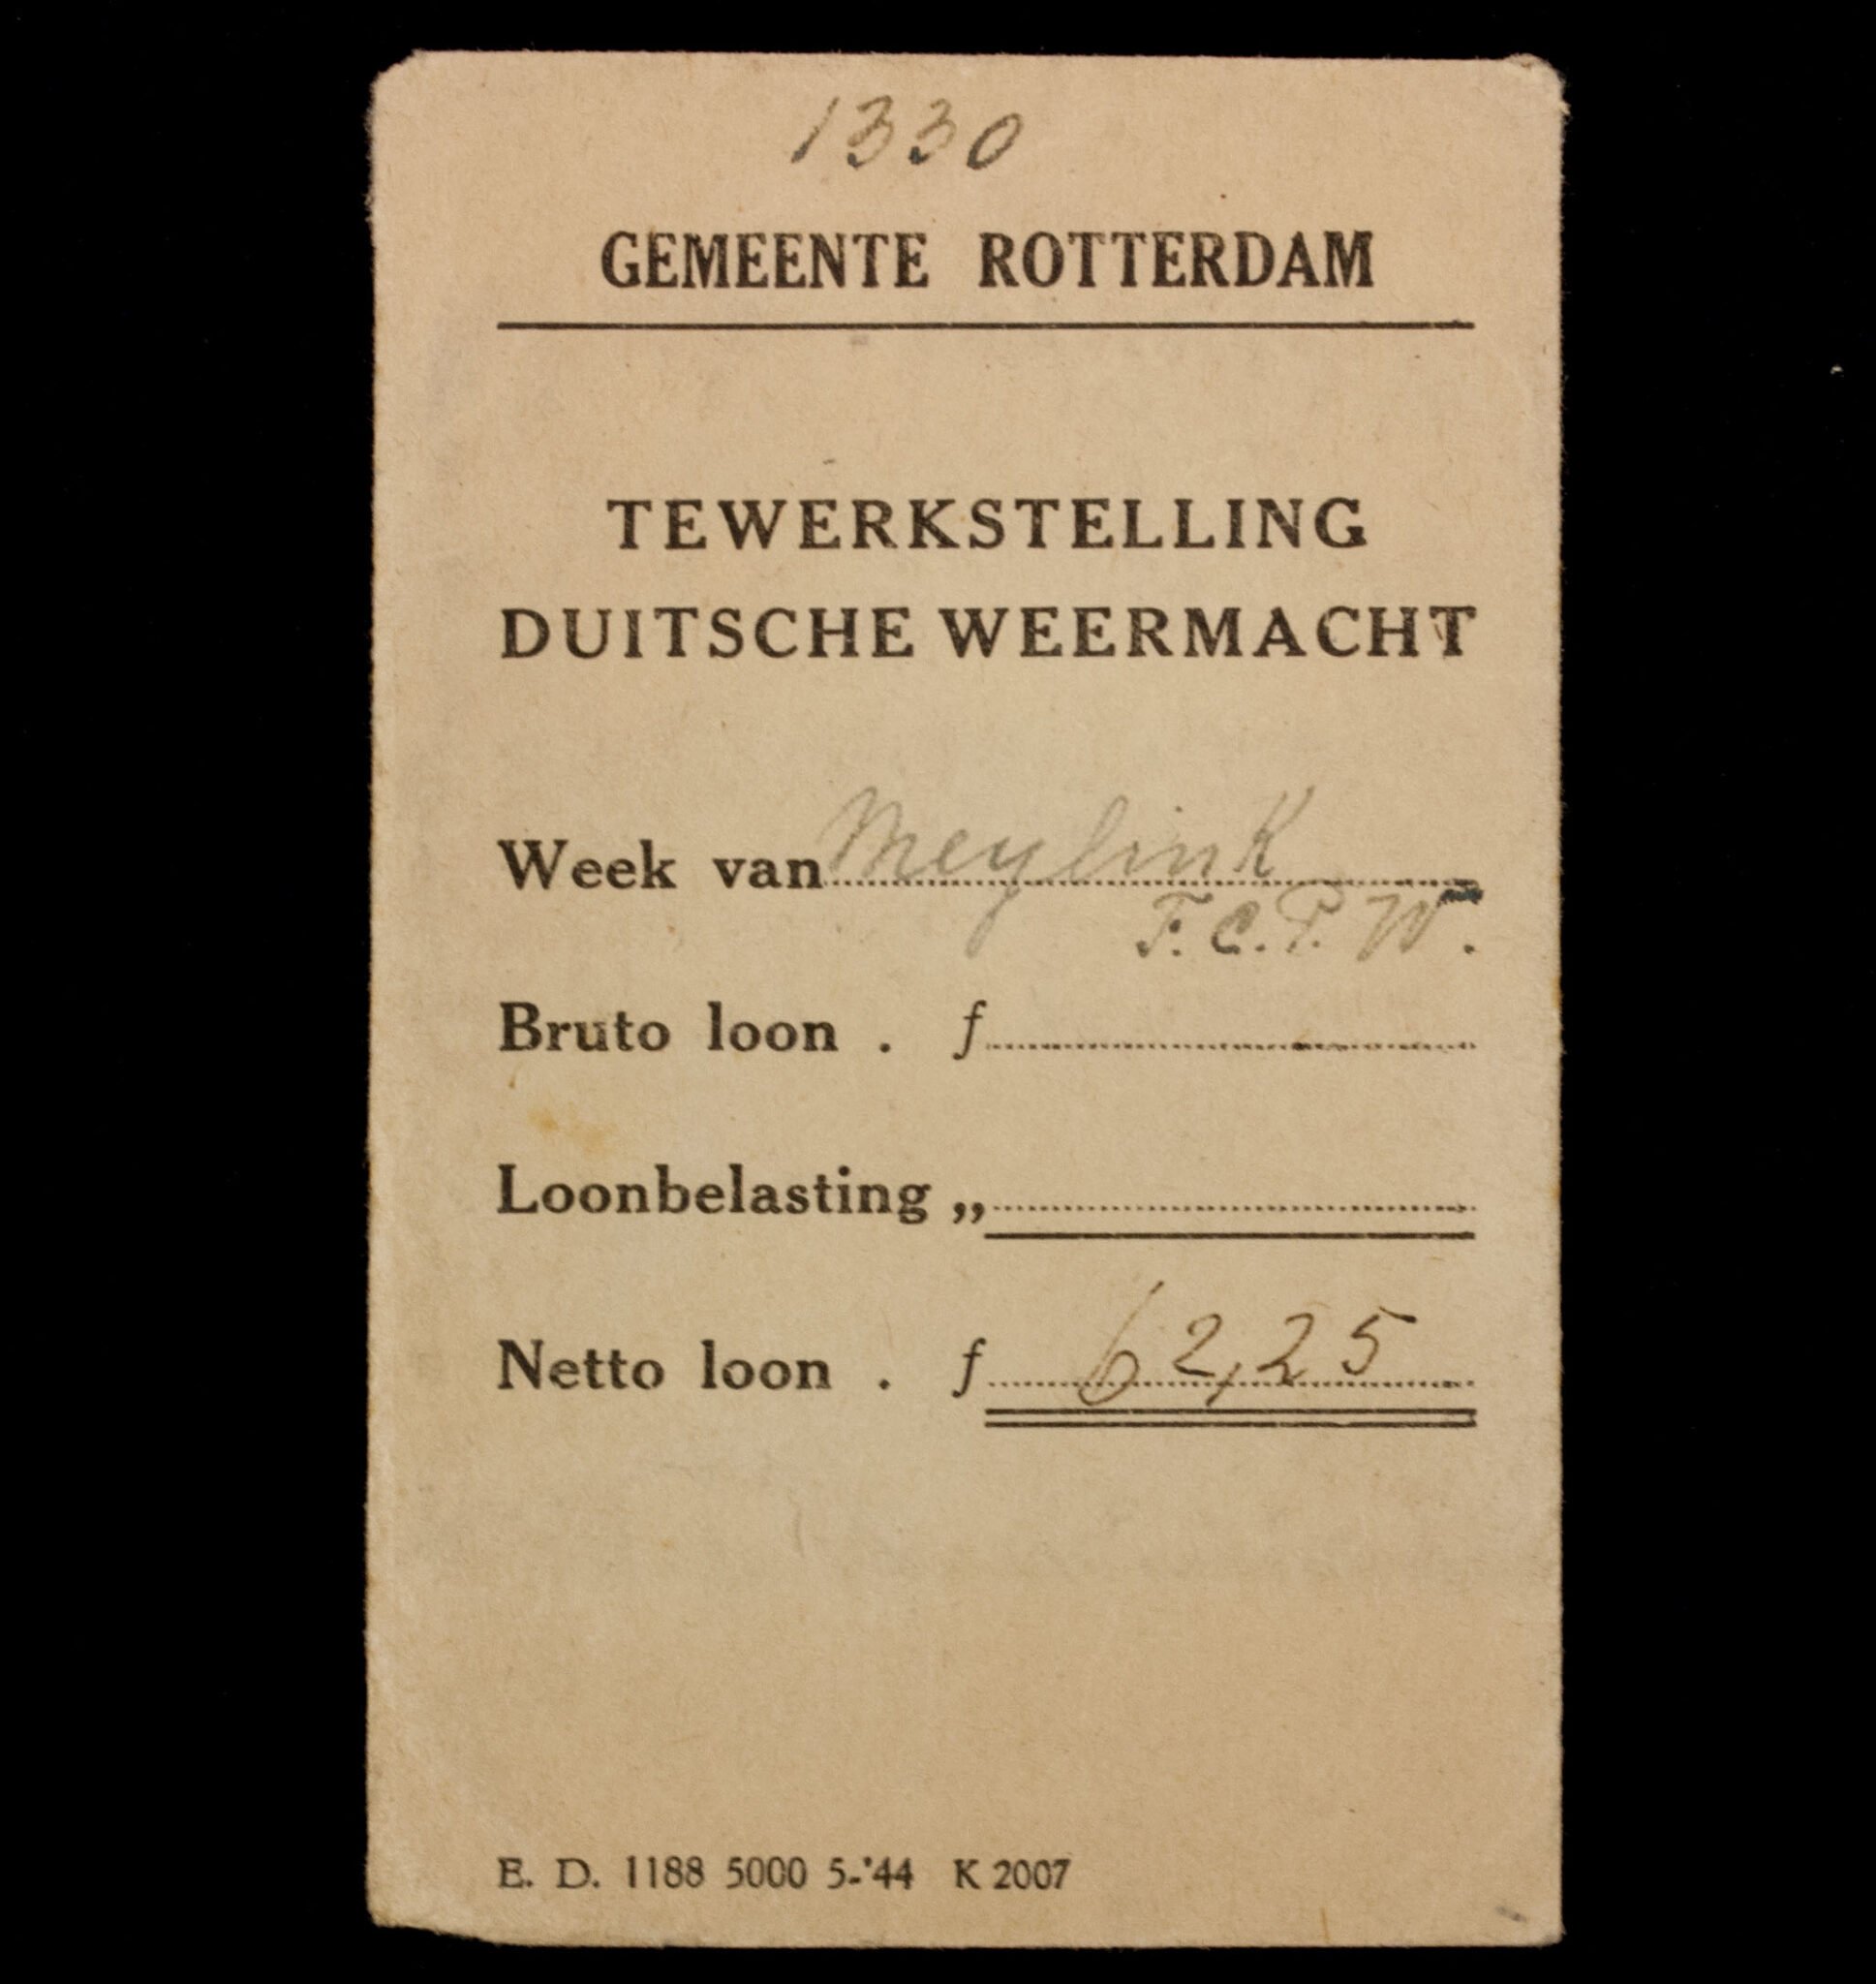 1330
GEMEENTE ROTTERDAM
TEWERKSTELLING
DUITSCHE WEERMACHT
Week van Meylink
F.C.P.W.
Bruto loon . f
Loonbelasting „
Netto loon . f 62,25
E. D. 1188 5000 5-'44 K 2007